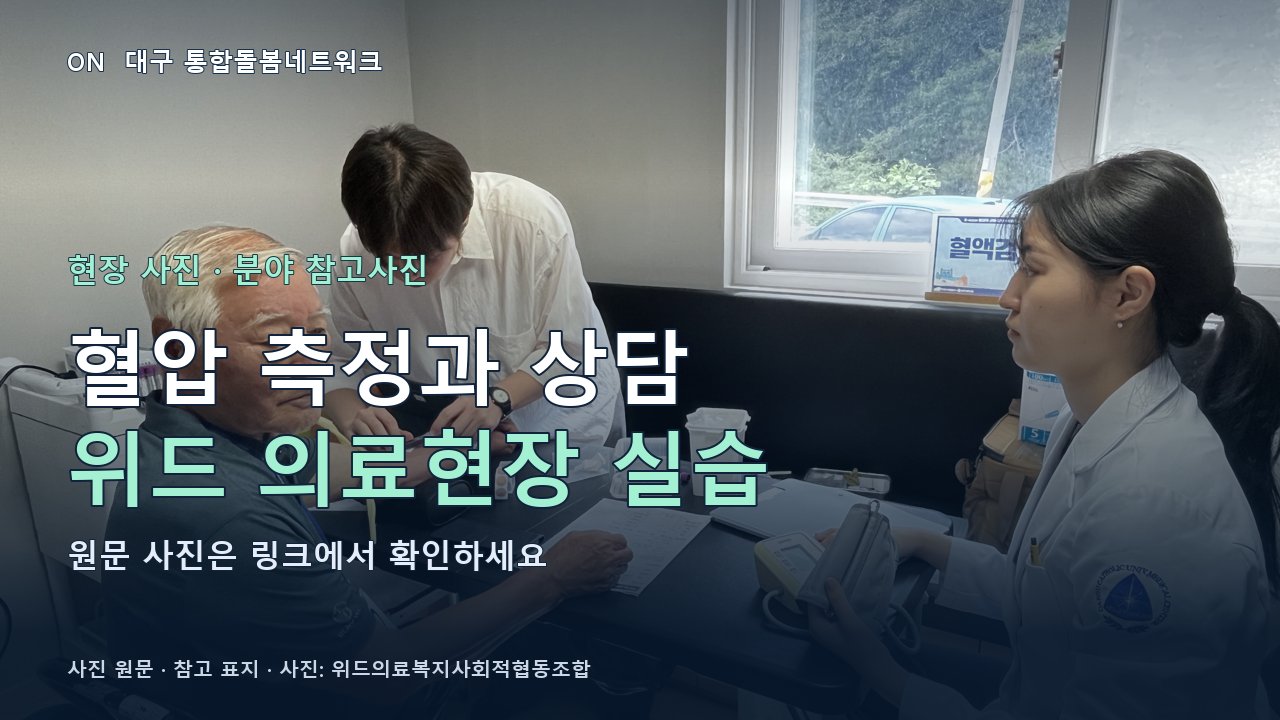 ON 대구 통합돌봄네트워크
현장 사진 · 분야 참고사진
혈압 측정과 상담
위드 의료현장 실습
원문 사진은 링크에서 확인하세요
사진 원문 · 참고 표지 · 사진: 위드의료복지사회적협동조합
혈액검